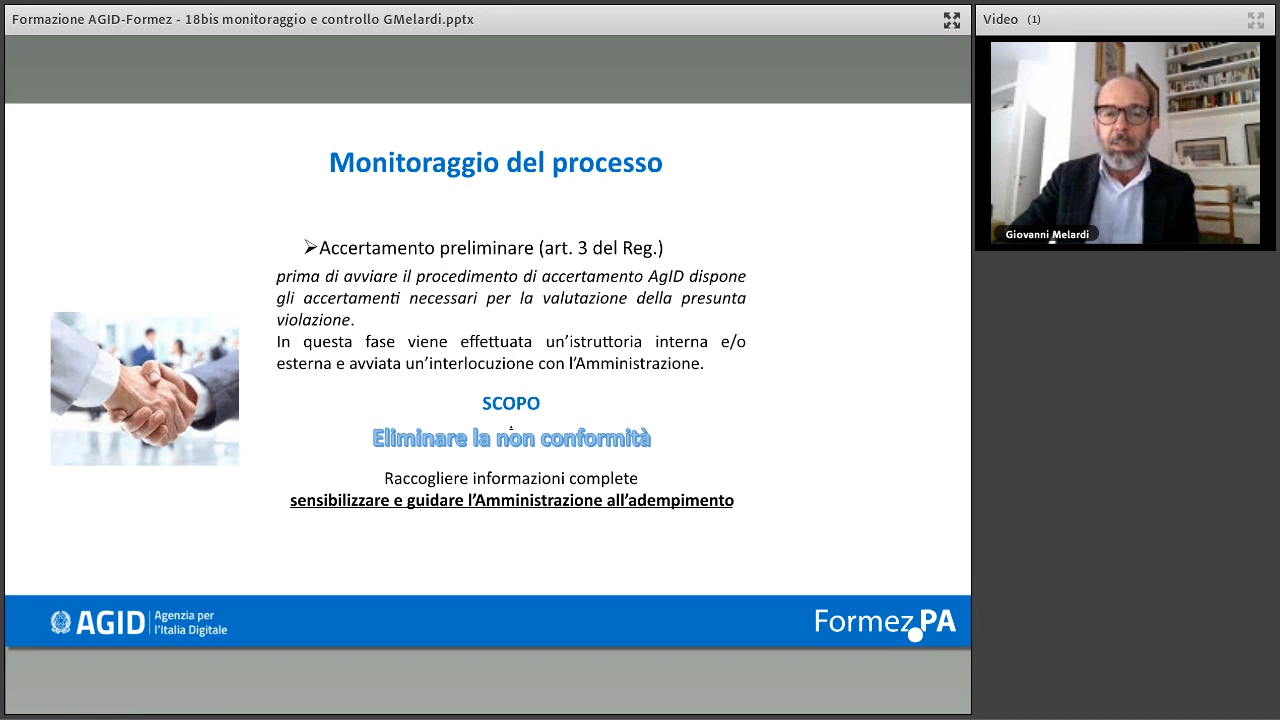 Formazione AGID-Formez - 18bis monitoraggio e controllo GMelardi.pptx
Video (1)
Giovanni Melardi
Monitoraggio del processo
➢Accertamento preliminare (art. 3 del Reg.)
prima di avviare il procedimento di accertamento AgID dispone
gli accertamenti necessari per la valutazione della presunta
violazione.
In questa fase viene effettuata un’istruttoria interna e/o
esterna e avviata un’interlocuzione con l’Amministrazione.
SCOPO
.
Eliminare la non conformità
Raccogliere informazioni complete
sensibilizzare e guidare l’Amministrazione all’adempimento
AGID Agenzia per
l’Italia Digitale
Formez.PA